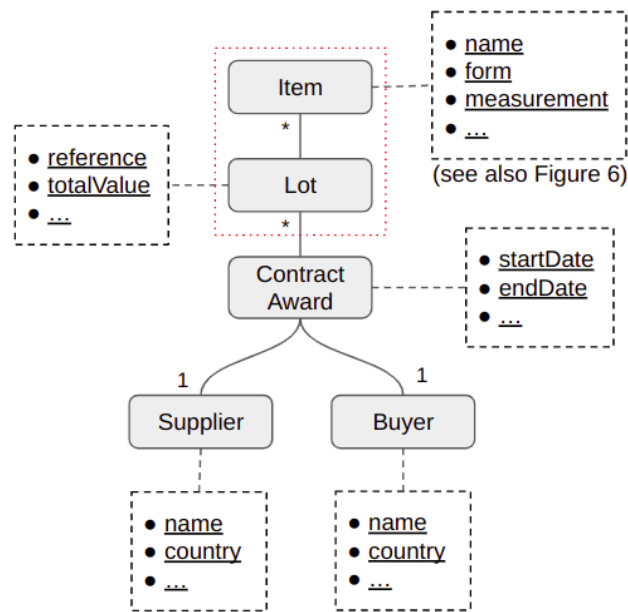 Item
● name
● form
● measurement
● ...
(see also Figure 6)
*
● reference
● totalValue
● ...
Lot
*
Contract
Award
● startDate
● endDate
● ...
1
1
Supplier
Buyer
● name
● country
● ...
● name
● country
● ...